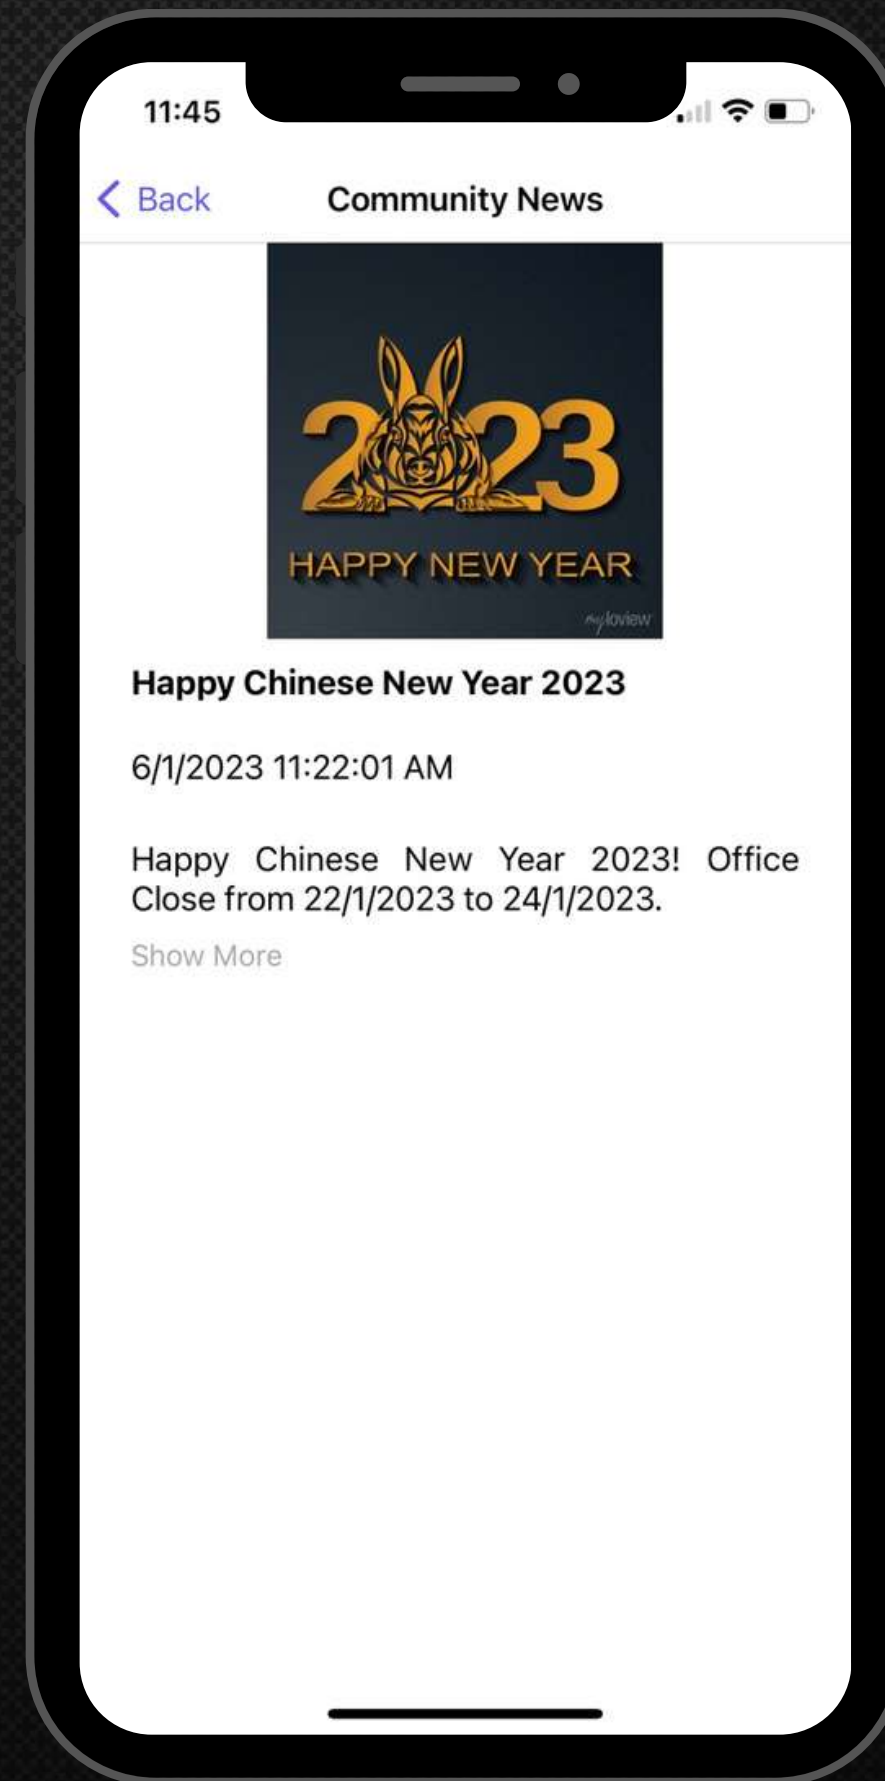 11:45
Back
Community News
2023
HAPPY NEW YEAR
myloview
Happy Chinese New Year 2023
6/1/2023 11:22:01 AM
Happy Chinese New Year 2023! Office
Close from 22/1/2023 to 24/1/2023.
Show More